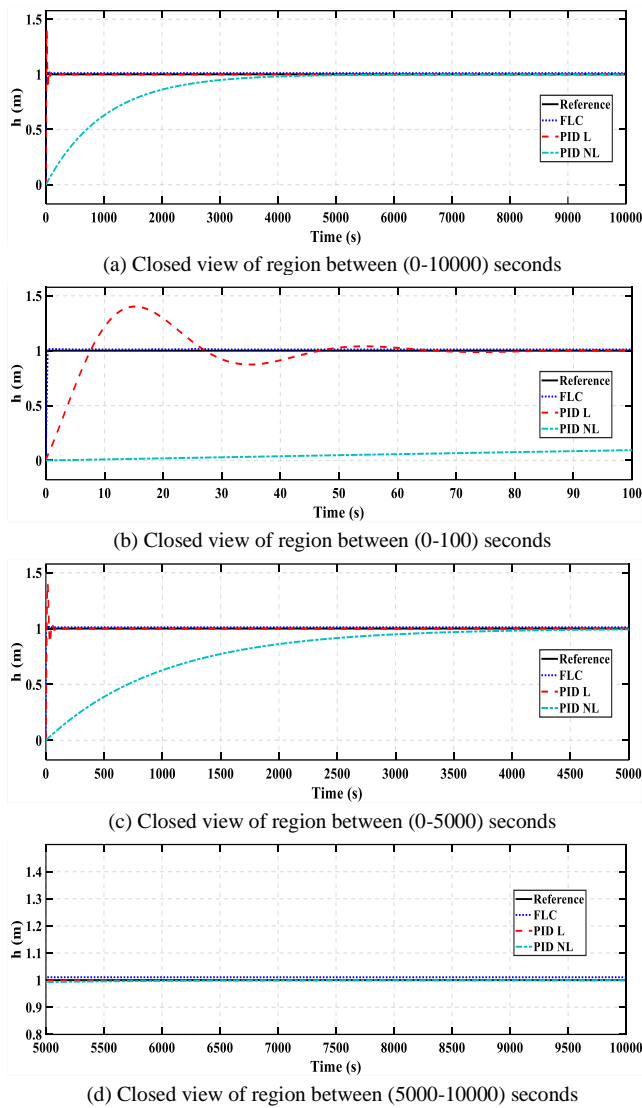 1.5
1
0.5
0
h (m)
Reference
FLC
PID L
PID NL
0 1000 2000 3000 4000 5000 6000 7000 8000 9000 10000
Time (s)
(a) Closed view of region between (0-10000) seconds
1.5
1
0.5
0
h (m)
Reference
FLC
PID L
PID NL
0 10 20 30 40 50 60 70 80 90 100
Time (s)
(b) Closed view of region between (0-100) seconds
1.5
1
0.5
0
h (m)
Reference
FLC
PID L
PID NL
0 500 1000 1500 2000 2500 3000 3500 4000 4500 5000
Time (s)
(c) Closed view of region between (0-5000) seconds
1.4
1.3
1.2
1.1
1
0.9
0.8
h (m)
Reference
FLC
PID L
PID NL
5000 5500 6000 6500 7000 7500 8000 8500 9000 9500 10000
Time (s)
(d) Closed view of region between (5000-10000) seconds